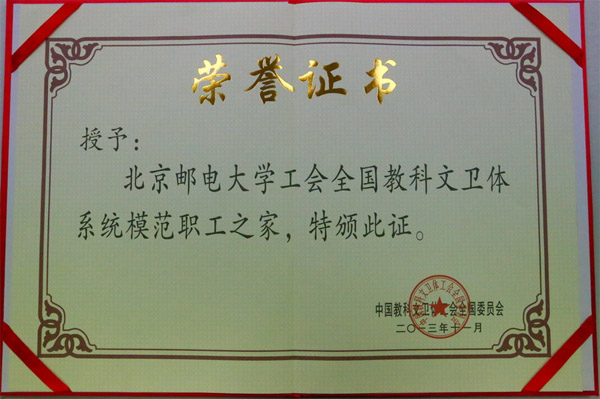 荣誉证书
授予：
北京邮电大学工会全国教科文卫体
系统模范职工之家，特颁此证。
中国教科文卫体工会全国委员会
二〇一三年十一月